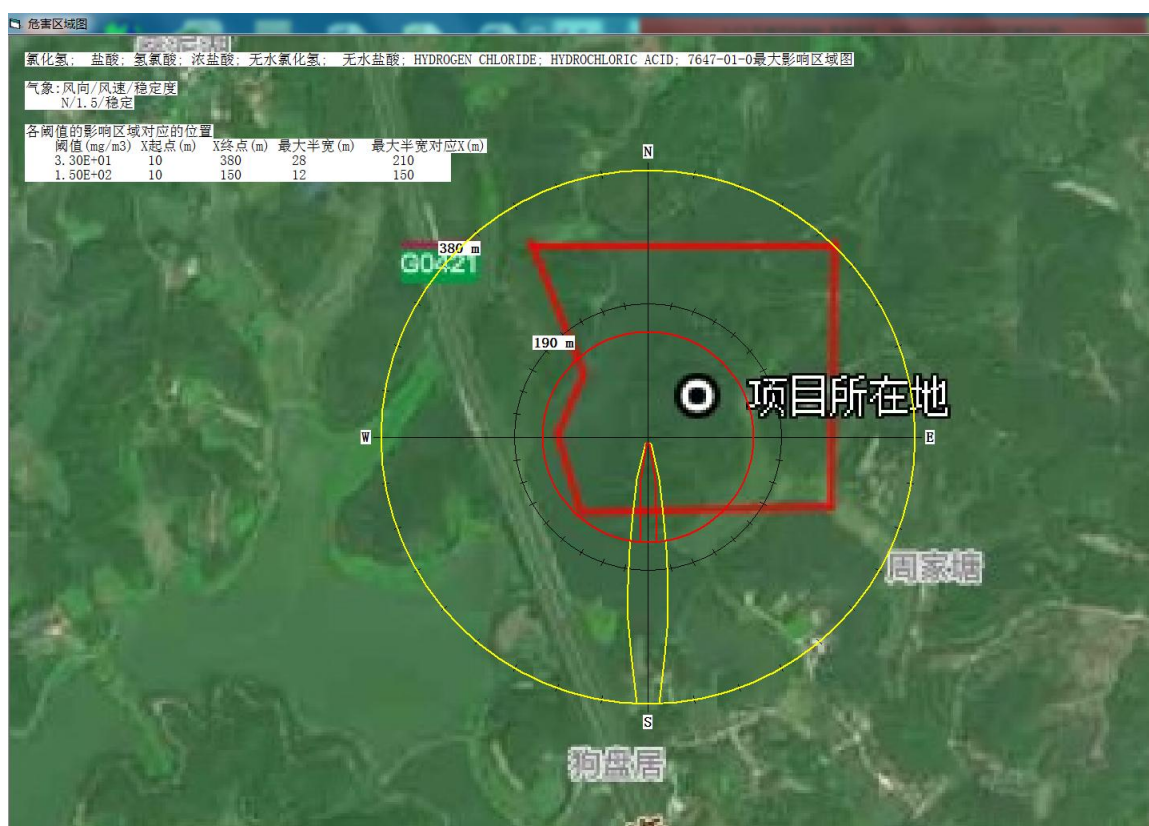 危害区域图
氯化氢; 盐酸; 氢氯酸; 浓盐酸; 无水氯化氢; 无水盐酸; HYDROGEN CHLORIDE; HYDROCHLORIC ACID; 7647-01-0最大影响区域图
气象:风向/风速/稳定度
N/1.5/稳定
各阈值的影响区域对应的位置
阈值(mg/m3) X起点(m) X终点(m) 最大半宽(m) 最大半宽对应X(m)
3.30E+01 10 380 28 210
1.50E+02 10 150 12 150
N
380 m
G0421
190 m
项目所在地
W
E
周家塘
S
狗盘居